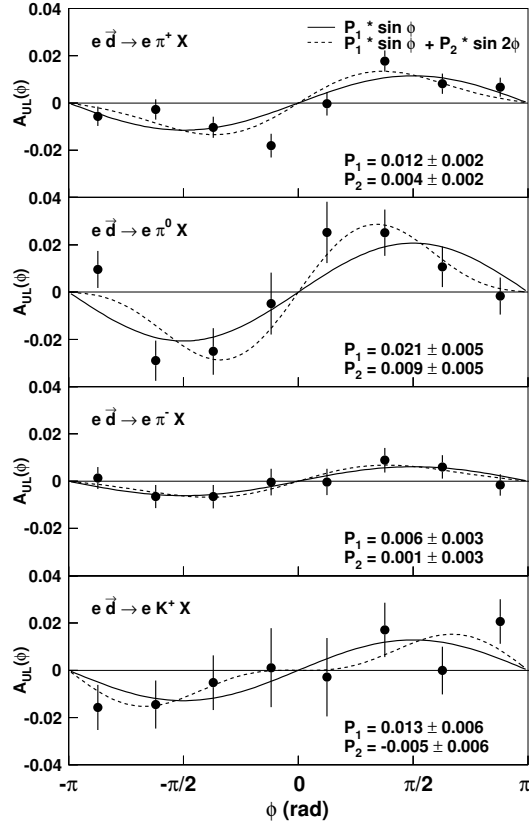 0.04
e d⃗ → e π⁺ X
P₁ * sin ϕ
P₁ * sin ϕ + P₂ * sin 2ϕ
0.02
0
-0.02
A_UL(ϕ)
P₁ = 0.012 ± 0.002
P₂ = 0.004 ± 0.002
0.04
e d⃗ → e π⁰ X
0.02
0
-0.02
A_UL(ϕ)
P₁ = 0.021 ± 0.005
P₂ = 0.009 ± 0.005
0.04
e d⃗ → e π⁻ X
0.02
0
-0.02
A_UL(ϕ)
P₁ = 0.006 ± 0.003
P₂ = 0.001 ± 0.003
0.04
e d⃗ → e K⁺ X
0.02
0
-0.02
A_UL(ϕ)
P₁ = 0.013 ± 0.006
P₂ = -0.005 ± 0.006
-0.04
-π -π/2 0 π/2 π
ϕ (rad)